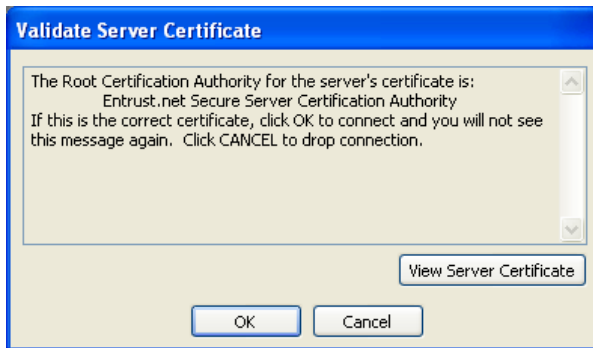 Validate Server Certificate
The Root Certification Authority for the server's certificate is:
Entrust.net Secure Server Certification Authority
If this is the correct certificate, click OK to connect and you will not see
this message again.  Click CANCEL to drop connection.
View Server Certificate
OK
Cancel